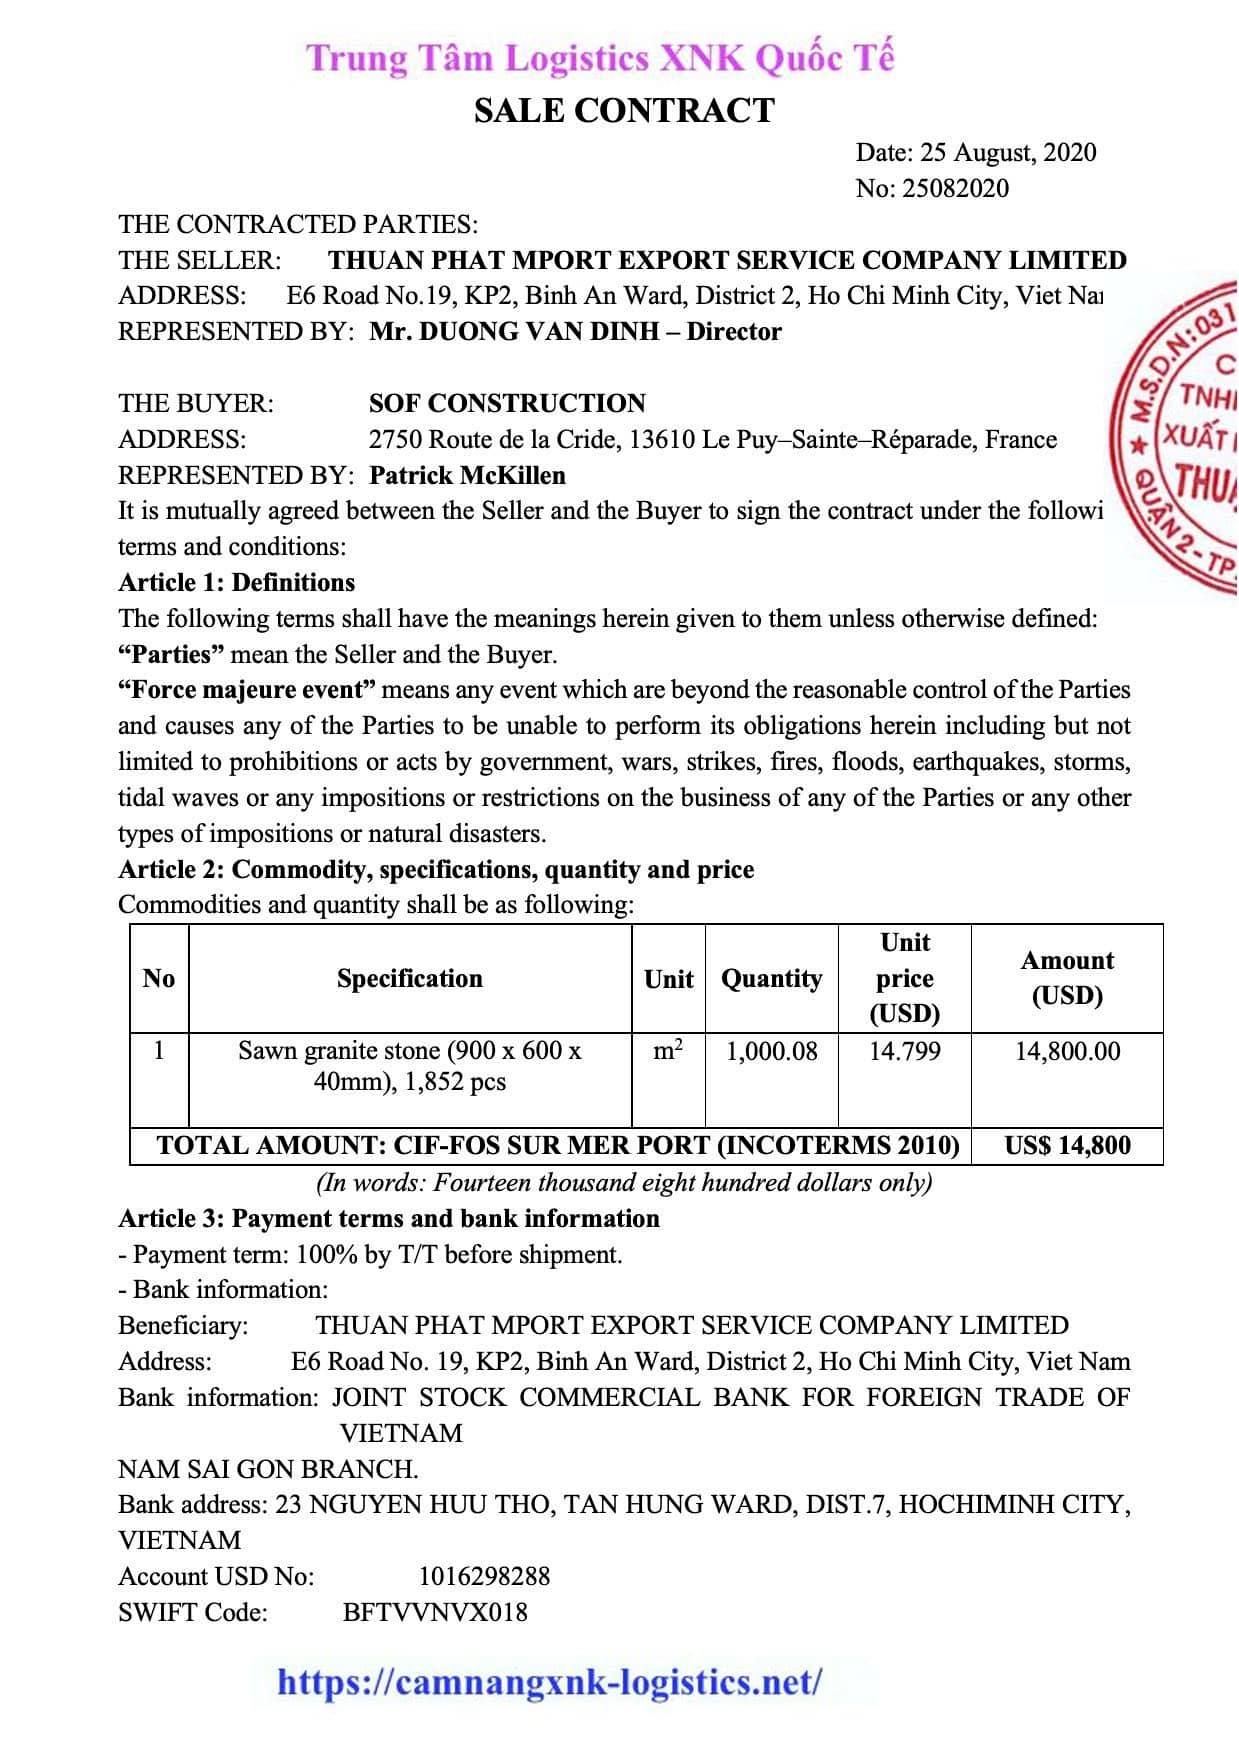 Trung Tâm Logistics XNK Quốc Tế
SALE CONTRACT
Date: 25 August, 2020
No: 25082020
THE CONTRACTED PARTIES:
THE SELLER: THUAN PHAT MPORT EXPORT SERVICE COMPANY LIMITED
ADDRESS: E6 Road No.19, KP2, Binh An Ward, District 2, Ho Chi Minh City, Viet Nar
REPRESENTED BY: Mr. DUONG VAN DINH – Director
THE BUYER: SOF CONSTRUCTION
ADDRESS: 2750 Route de la Cride, 13610 Le Puy–Sainte–Réparade, France
REPRESENTED BY: Patrick McKillen
It is mutually agreed between the Seller and the Buyer to sign the contract under the followi
terms and conditions:
M.S.D.N:031
C
TNH
XUẤT
THU
QUẬN 2 - TP.
Article 1: Definitions
The following terms shall have the meanings herein given to them unless otherwise defined:
“Parties” mean the Seller and the Buyer.
“Force majeure event” means any event which are beyond the reasonable control of the Parties
and causes any of the Parties to be unable to perform its obligations herein including but not
limited to prohibitions or acts by government, wars, strikes, fires, floods, earthquakes, storms,
tidal waves or any impositions or restrictions on the business of any of the Parties or any other
types of impositions or natural disasters.
Article 2: Commodity, specifications, quantity and price
Commodities and quantity shall be as following:
No Specification Unit Quantity Unit price (USD) Amount (USD)
1 Sawn granite stone (900 x 600 x m² 1,000.08 14.799 14,800.00
40mm), 1,852 pcs
TOTAL AMOUNT: CIF-FOS SUR MER PORT (INCOTERMS 2010) US$ 14,800
(In words: Fourteen thousand eight hundred dollars only)
Article 3: Payment terms and bank information
- Payment term: 100% by T/T before shipment.
- Bank information:
Beneficiary: THUAN PHAT MPORT EXPORT SERVICE COMPANY LIMITED
Address: E6 Road No. 19, KP2, Binh An Ward, District 2, Ho Chi Minh City, Viet Nam
Bank information: JOINT STOCK COMMERCIAL BANK FOR FOREIGN TRADE OF
VIETNAM
NAM SAI GON BRANCH.
Bank address: 23 NGUYEN HUU THO, TAN HUNG WARD, DIST.7, HOCHIMINH CITY,
VIETNAM
Account USD No: 1016298288
SWIFT Code: BFTVVNVX018
https://camnangxnk-logistics.net/